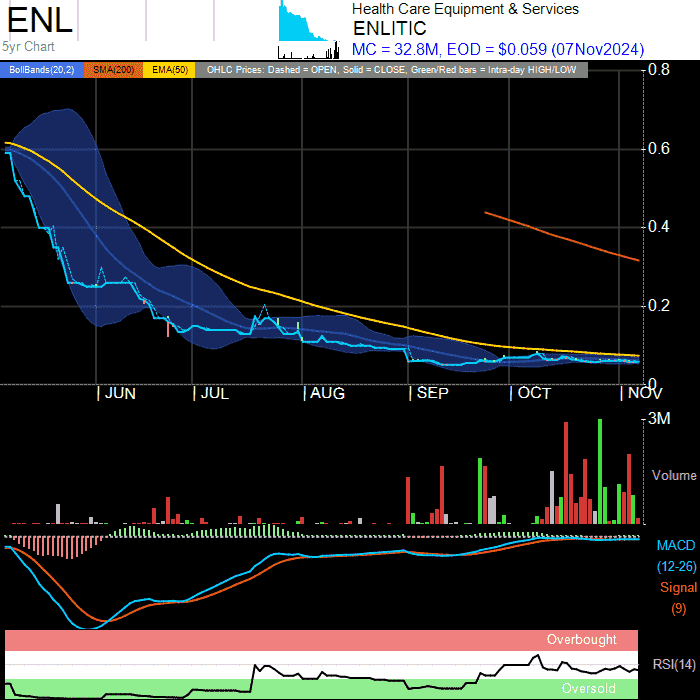 ENL
Health Care Equipment & Services
ENLITIC
5yr Chart
MC = 32.8M, EOD = $0.059 (07Nov2024)
BollBands(20,2) SMA(200) EMA(50) OHLC Prices: Dashed = OPEN, Solid = CLOSE, Green/Red bars = Intra-day HIGH/LOW
0.8
0.6
0.4
0.2
0
| JUN | JUL | AUG | SEP | OCT | NOV
3M
Volume
MACD
(12-26)
Signal
(9)
Overbought
RSI(14)
Oversold